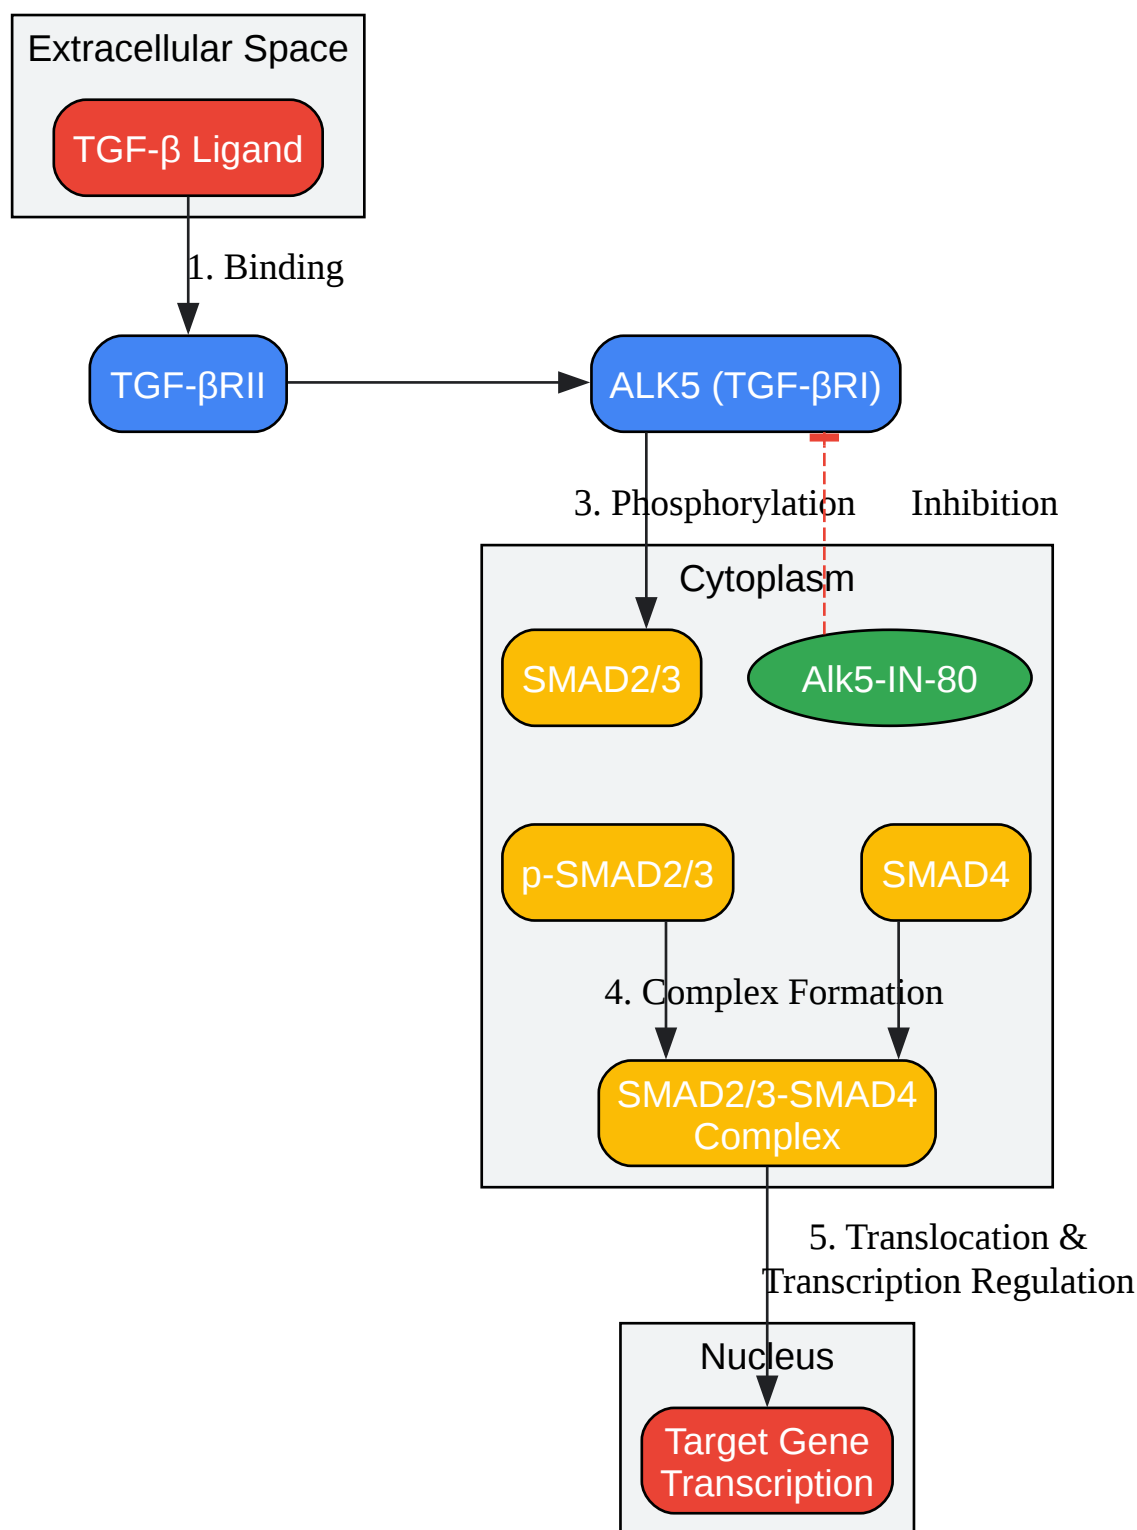 Extracellular Space
TGF-β Ligand
1. Binding
TGF-βRII
ALK5 (TGF-βRI)
3. Phosphorylation
Inhibition
Cytoplasm
SMAD2/3
Alk5-IN-80
p-SMAD2/3
SMAD4
4. Complex Formation
SMAD2/3-SMAD4
Complex
5. Translocation &
Transcription Regulation
Nucleus
Target Gene
Transcription